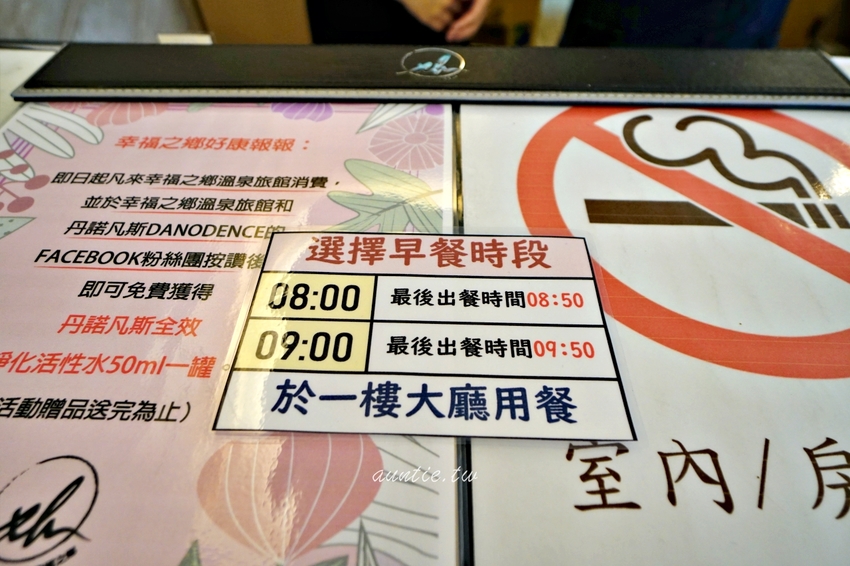 幸福之鄉好康報報：
即日起凡來幸福之鄉溫泉旅館消費，
並於幸福之鄉溫泉旅館和
丹諾凡斯DANODENCE的
FACEBOOK粉絲團按讚後
即可免費獲得
丹諾凡斯全效
淨化活性水50ml一罐
活動贈品送完為止）
選擇早餐時段
08:00 最後出餐時間08:50
09:00 最後出餐時間09:50
於一樓大廳用餐
室內/房
auntie.tw